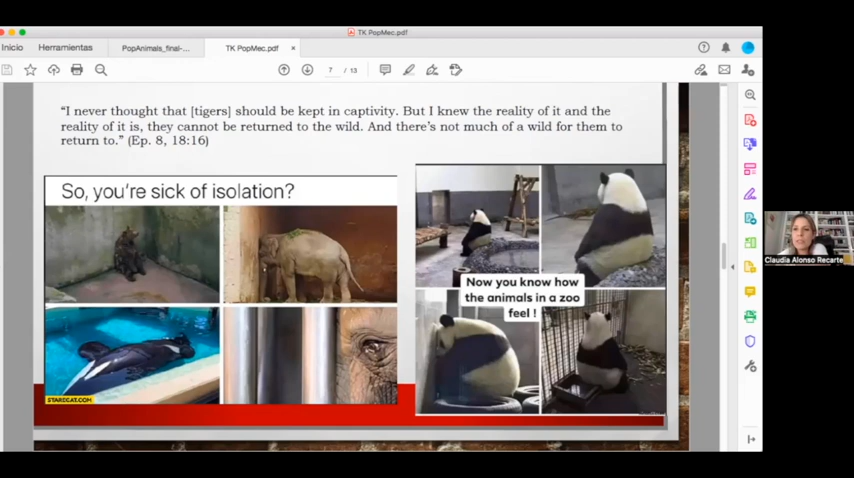 TK PopMec.pdf
Inicio
Herramientas
PopAnimals_final-...
TK PopMec.pdf ×
7 / 13
“I never thought that [tigers] should be kept in captivity. But I knew the reality of it and the
reality of it is, they cannot be returned to the wild. And there’s not much of a wild for them to
return to.” (Ep. 8, 18:16)
So, you're sick of isolation?
STARECAT.COM
Now you know how
the animals in a zoo
feel !
Claudia Alonso Recarte